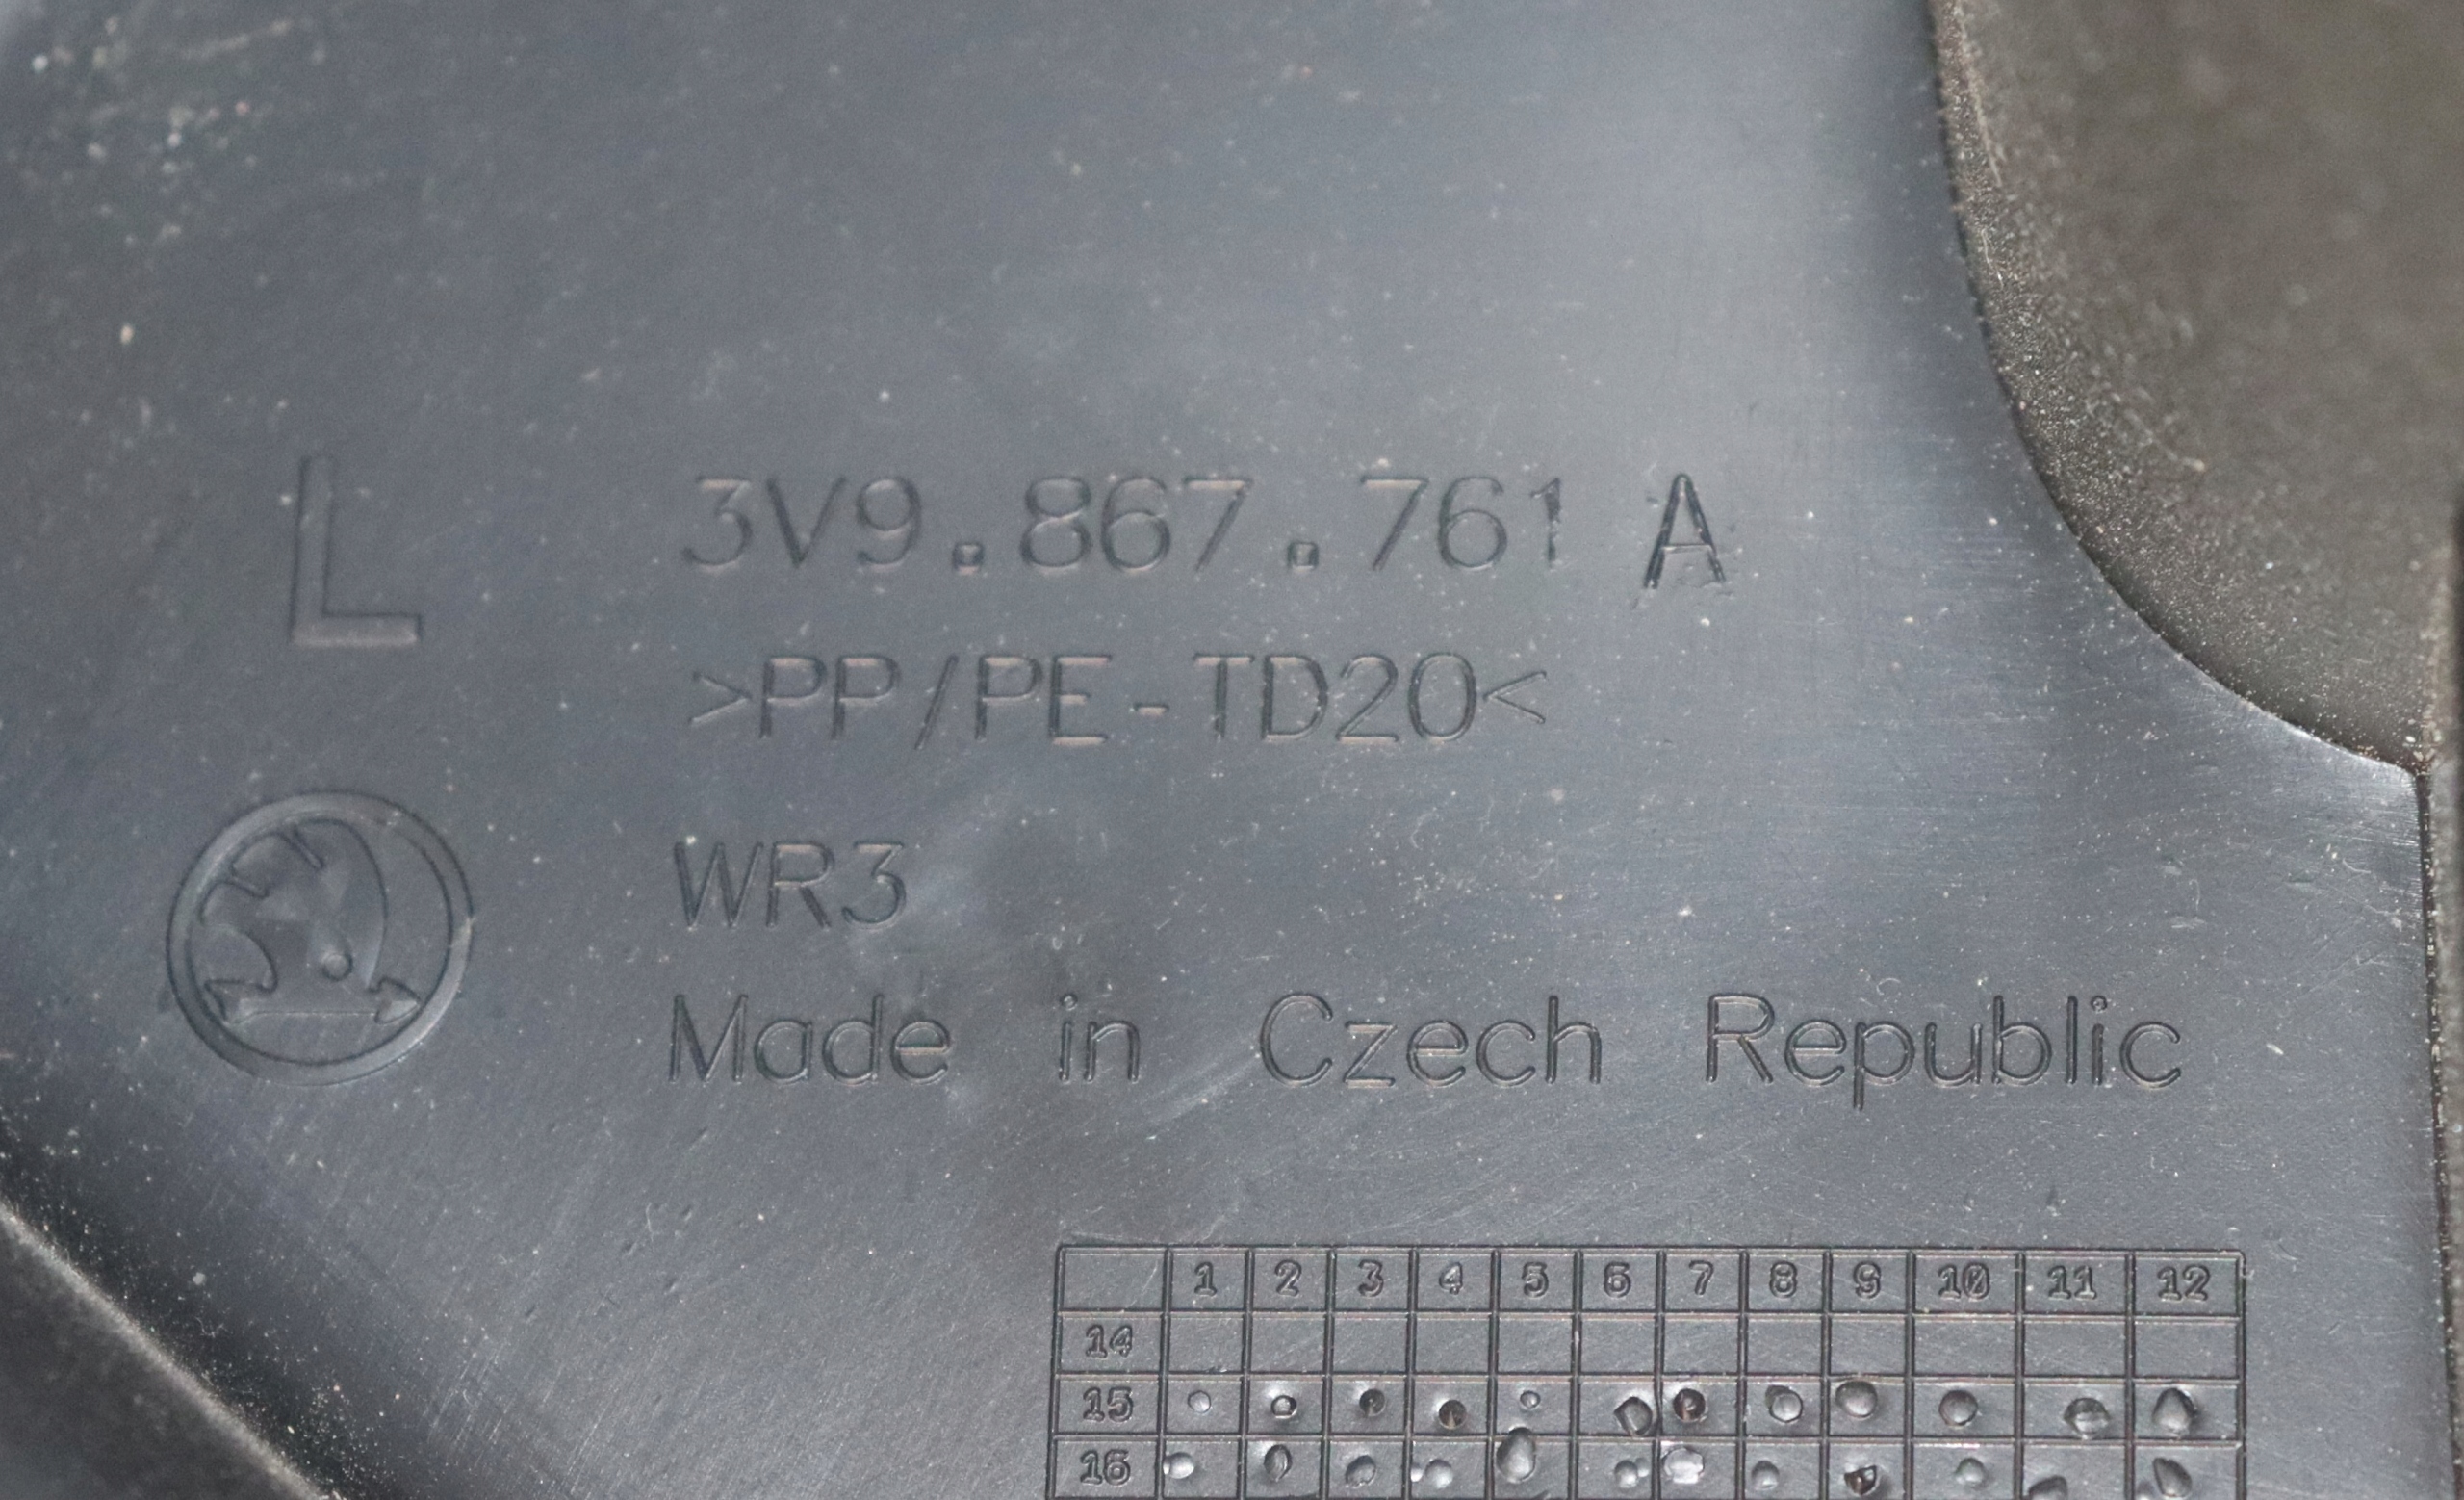 L 3V9.867.761 A
>PP/PE-TD20<
WR3
Made in Czech Republic
1 2 3 4 5 6 7 8 9 10 11 12
14
15
16